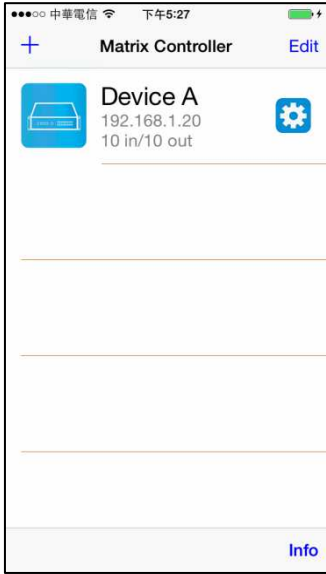 中華電信 下午5:27
+ Matrix Controller Edit
Device A
192.168.1.20
10 in/10 out
Info